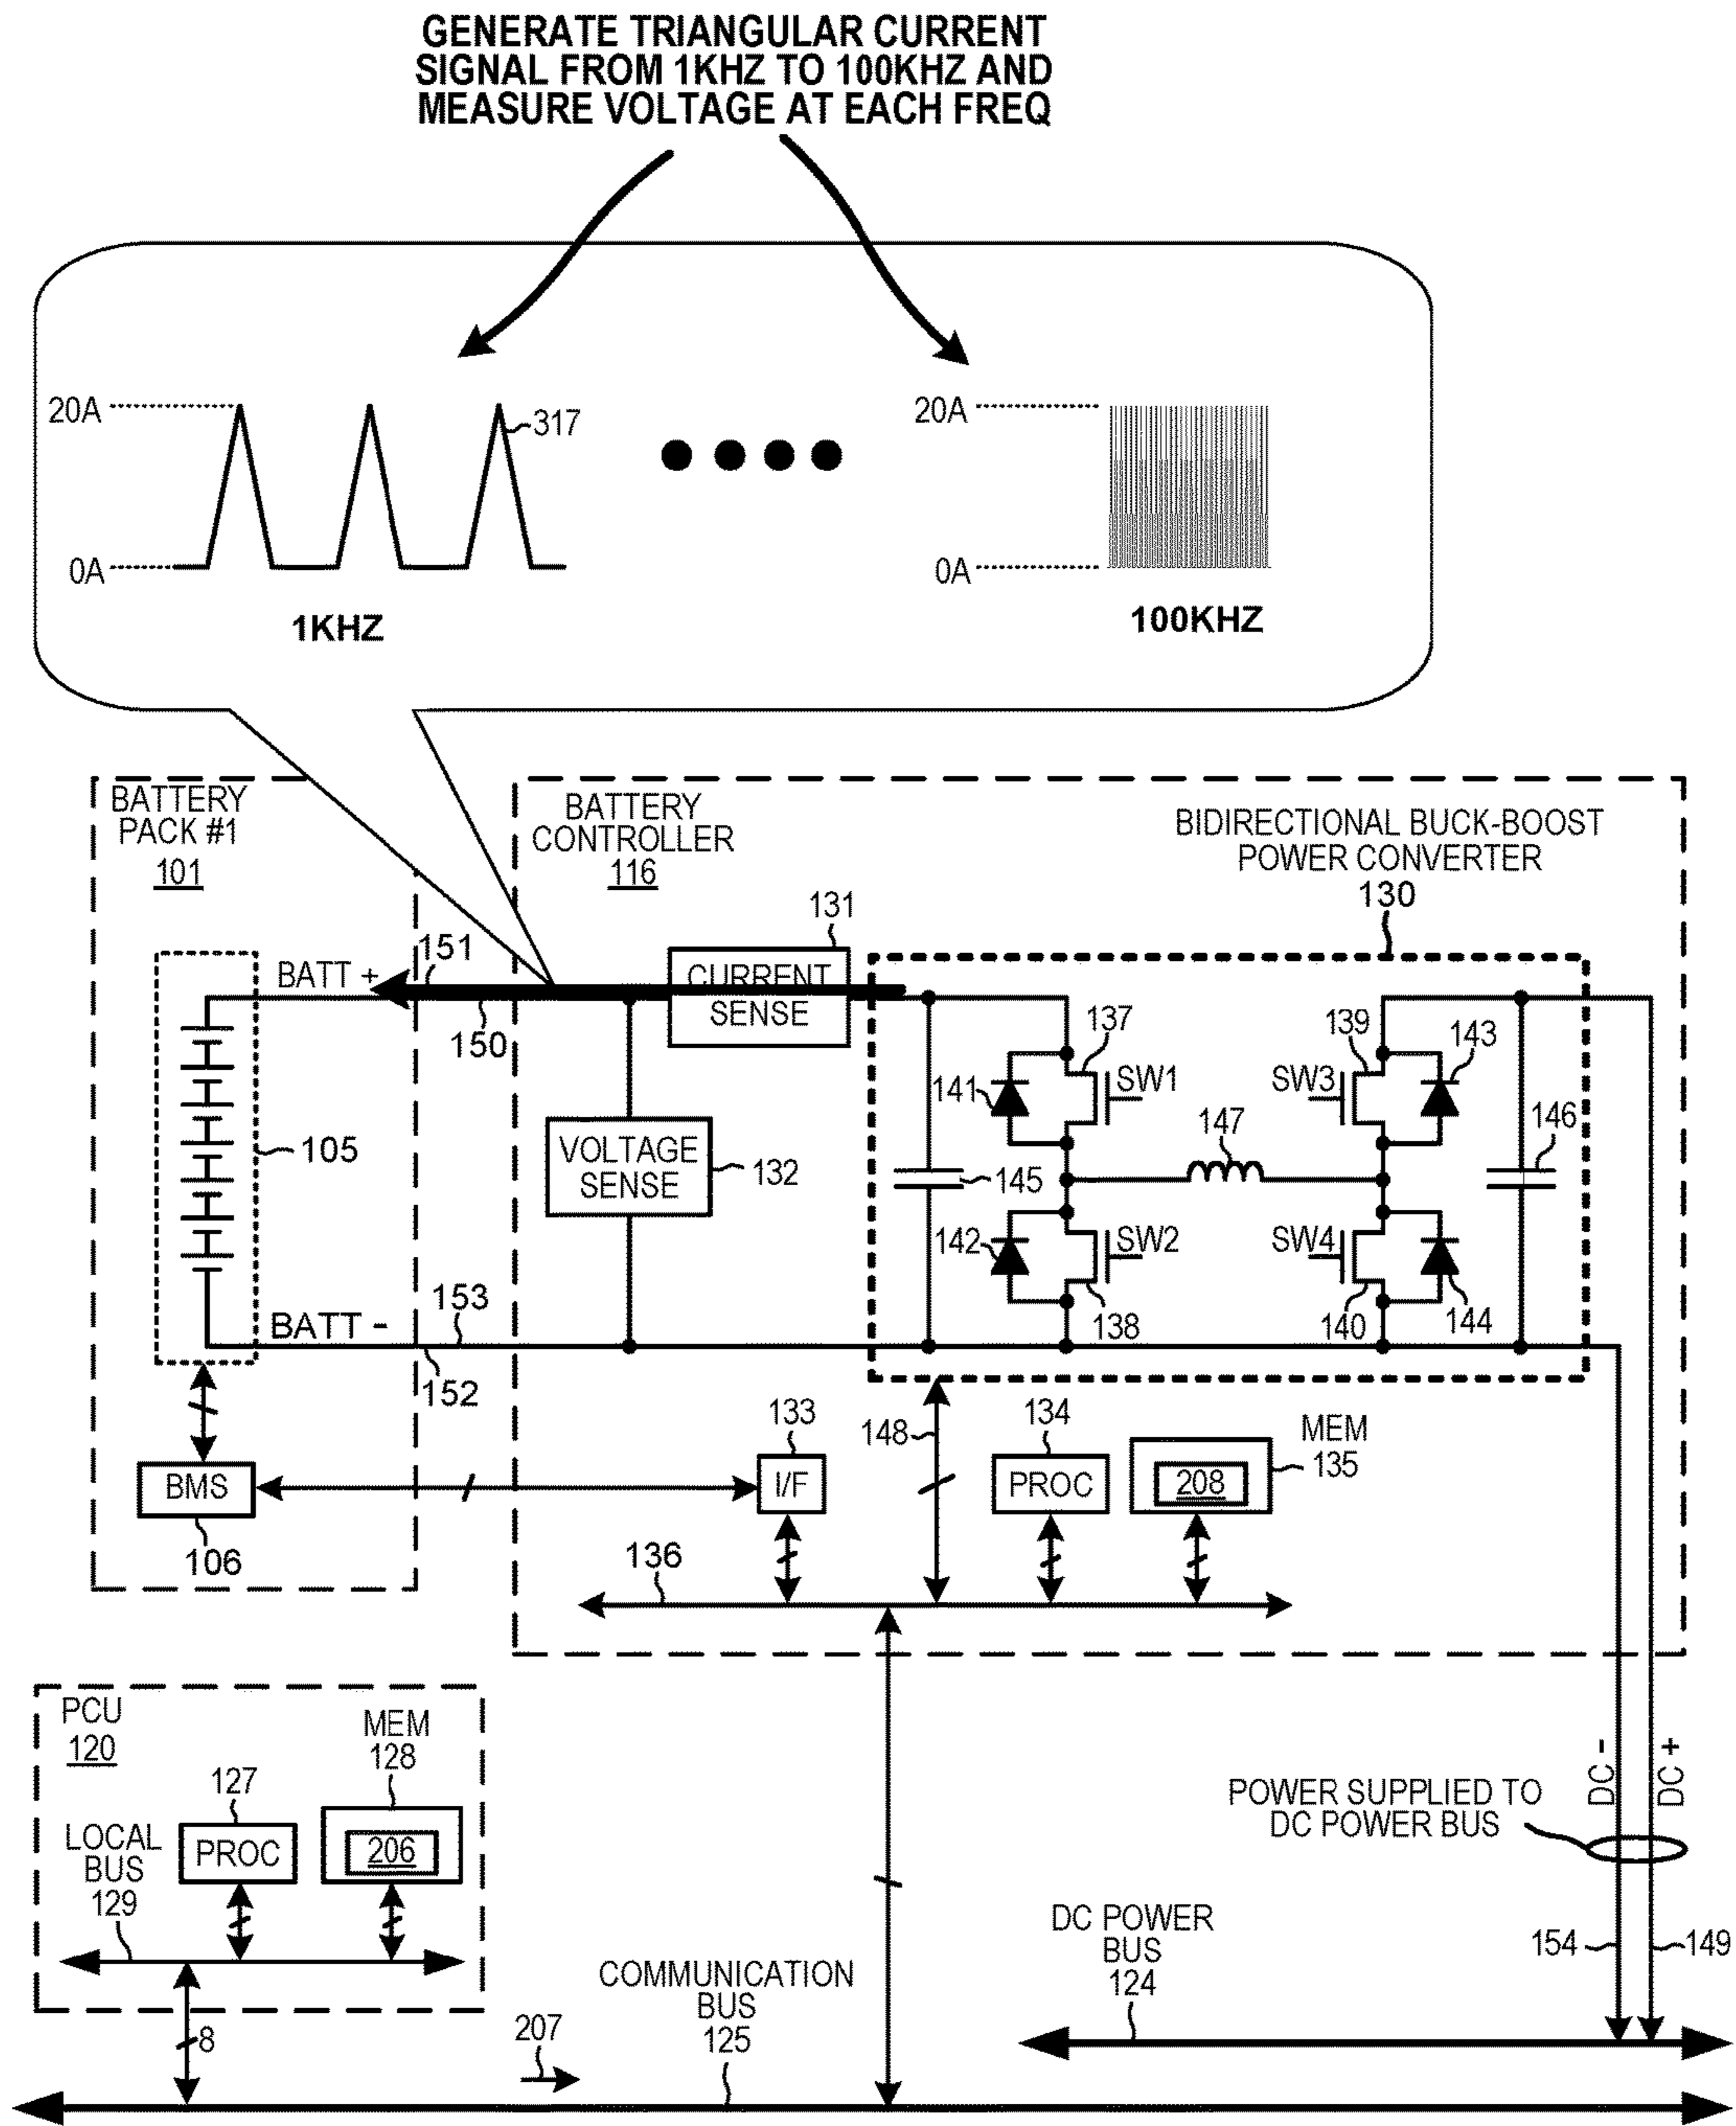 GENERATE TRIANGULAR CURRENT
SIGNAL FROM 1KHZ TO 100KHZ AND
MEASURE VOLTAGE AT EACH FREQ
20A
317
0A
1KHZ
20A
0A
100KHZ
BATTERY
PACK #1
101
BATTERY
CONTROLLER
116
BIDIRECTIONAL BUCK-BOOST
POWER CONVERTER
130
131
CURRENT
SENSE
BATT +
151
150
137
139
143
141
SW1
SW3
147
146
105
VOLTAGE
SENSE
132
145
142
SW2
SW4
138
140
144
BATT -
153
152
133
148
134
MEM
135
BMS
I/F
PROC
208
106
136
PCU
120
MEM
128
127
LOCAL
BUS
129
PROC
206
DC -
DC +
POWER SUPPLIED TO
DC POWER BUS
DC POWER
BUS
124
154
149
8
207
COMMUNICATION
BUS
125